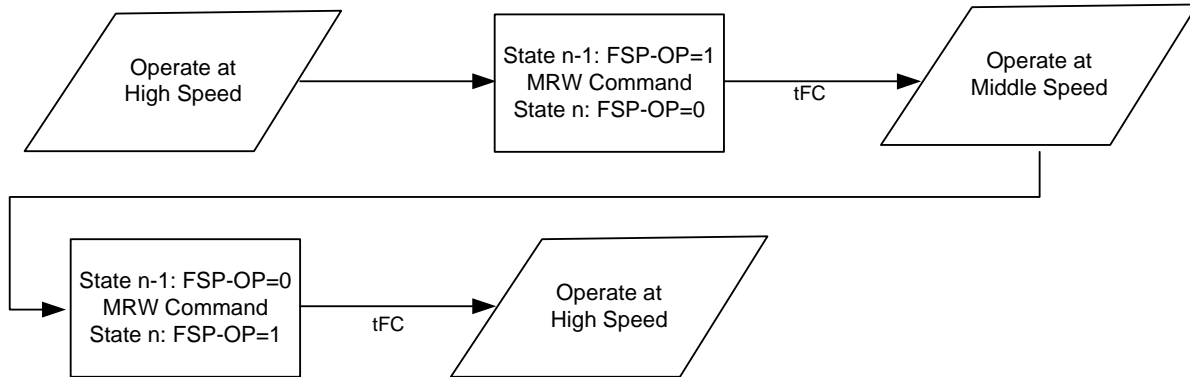 Operate at
High Speed
State n-1: FSP-OP=1
MRW Command
State n: FSP-OP=0
tFC
Operate at
Middle Speed
State n-1: FSP-OP=0
MRW Command
State n: FSP-OP=1
tFC
Operate at
High Speed